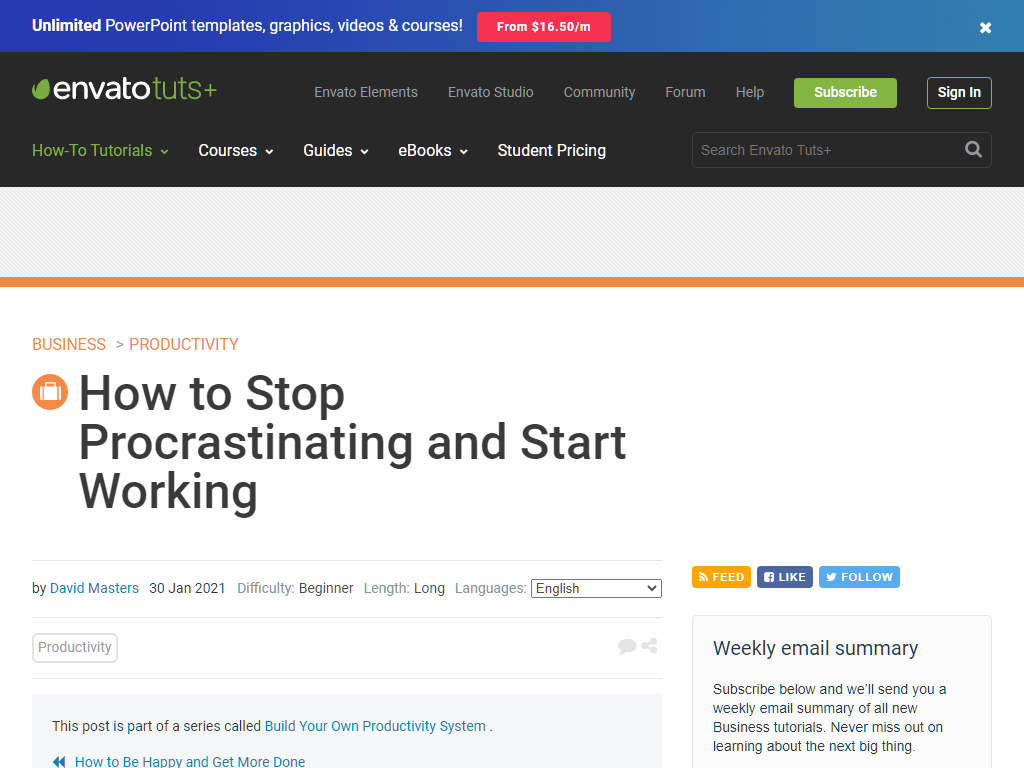 Unlimited PowerPoint templates, graphics, videos & courses! From $16.50/m
envatotuts+
Envato Elements Envato Studio Community Forum Help Subscribe Sign In
How-To Tutorials Courses Guides eBooks Student Pricing Search Envato Tuts+
BUSINESS > PRODUCTIVITY
How to Stop
Procrastinating and Start
Working
by David Masters 30 Jan 2021 Difficulty: Beginner Length: Long Languages: English
FEED LIKE FOLLOW
Productivity
Weekly email summary
Subscribe below and we'll send you a
weekly email summary of all new
Business tutorials. Never miss out on
learning about the next big thing.
This post is part of a series called Build Your Own Productivity System .
How to Be Happy and Get More Done